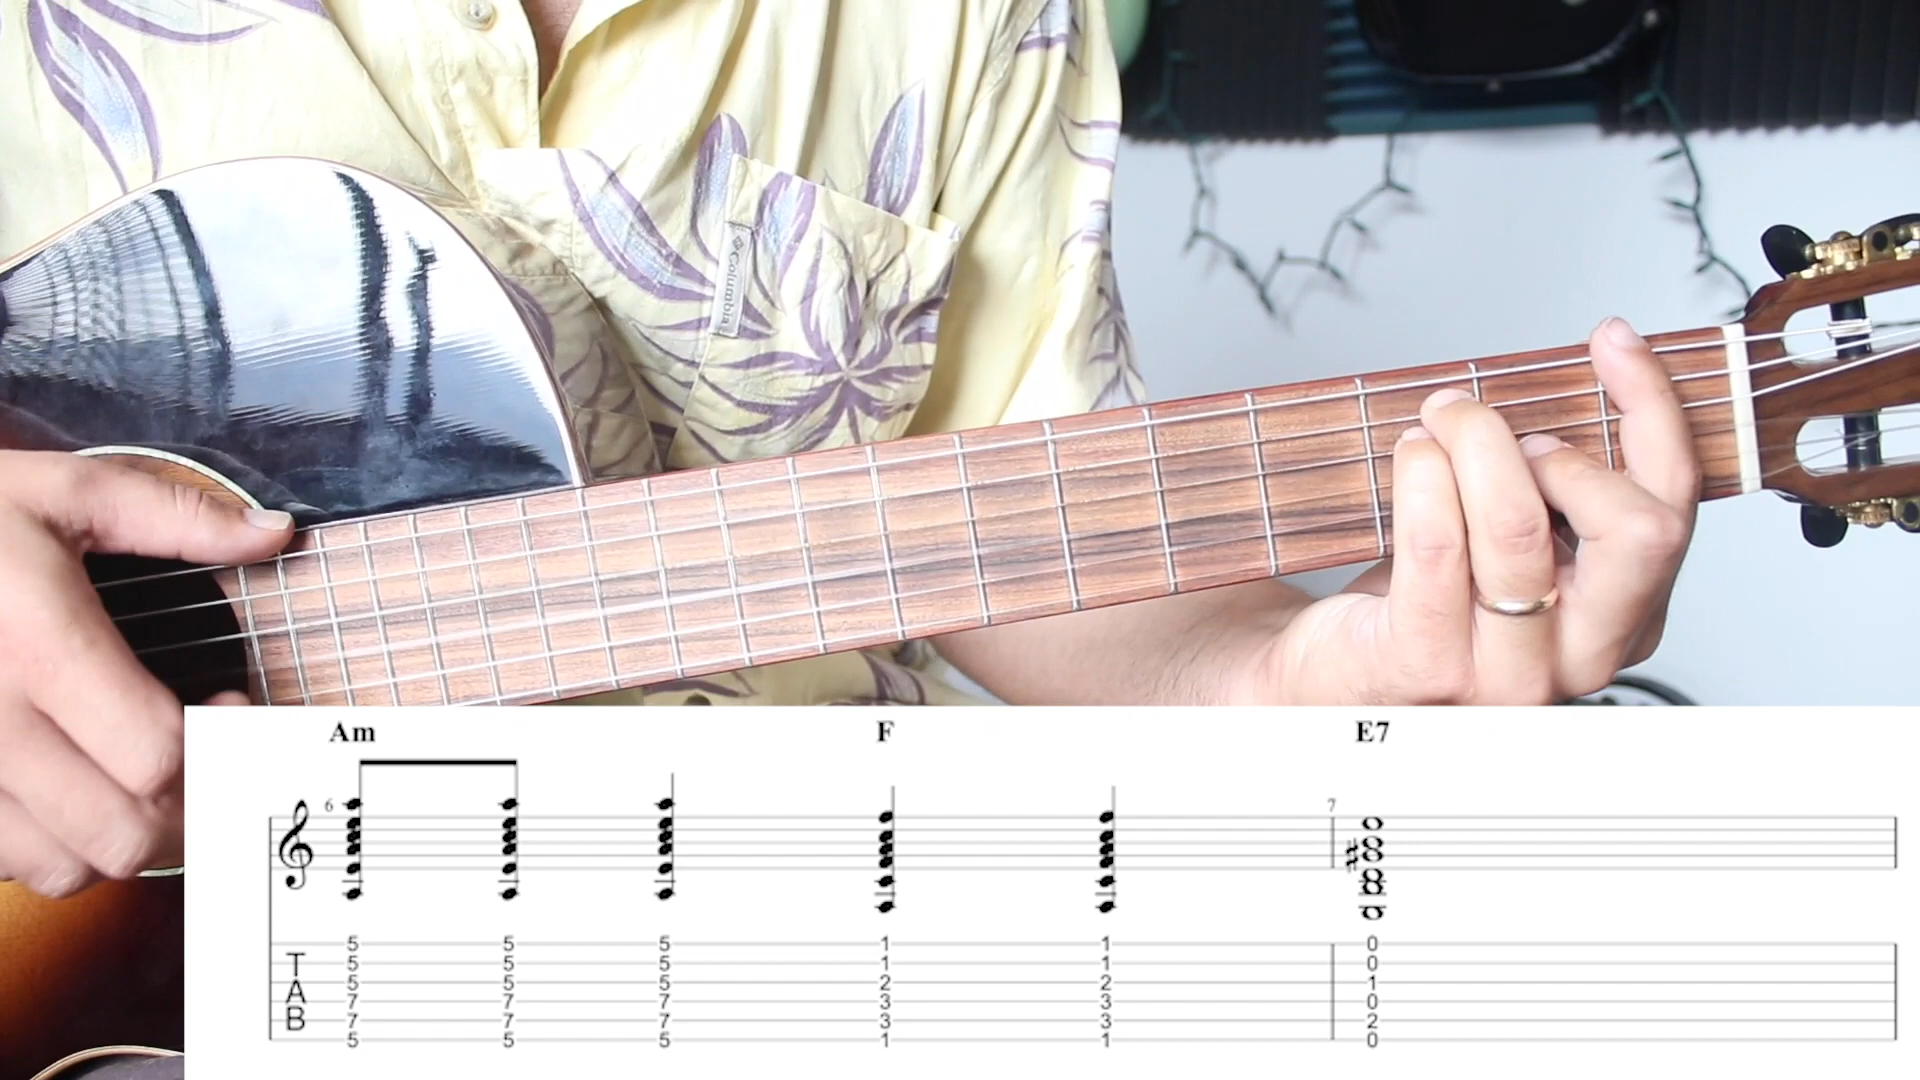 Columbia
Am F E7
6 7
T
A
B
5 5 5 1 1 0
5 5 5 1 1 0
5 5 5 2 2 1
7 7 7 3 3 0
7 7 7 3 3 2
5 5 5 1 1 0